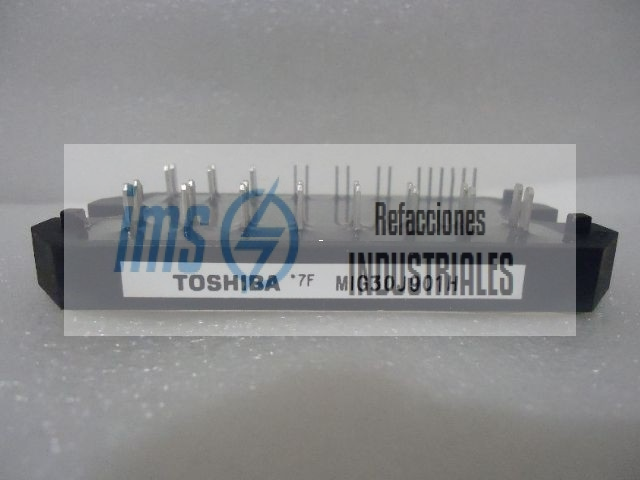 ims
Refacciones
INDUSTRIALES
TOSHIBA *7F MIG30J901H